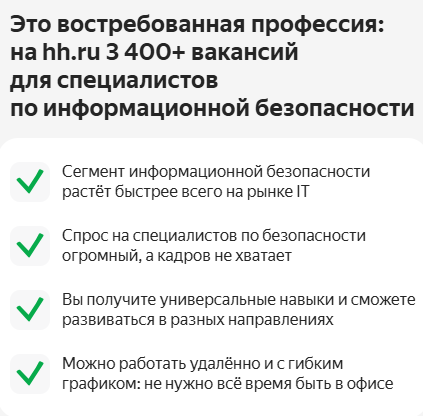 Это востребованная профессия:
на hh.ru 3 400+ вакансий
для специалистов
по информационной безопасности
Сегмент информационной безопасности
растёт быстрее всего на рынке IT
Спрос на специалистов по безопасности
огромный, а кадров не хватает
Вы получите универсальные навыки и сможете
развиваться в разных направлениях
Можно работать удалённо и с гибким
графиком: не нужно всё время быть в офисе